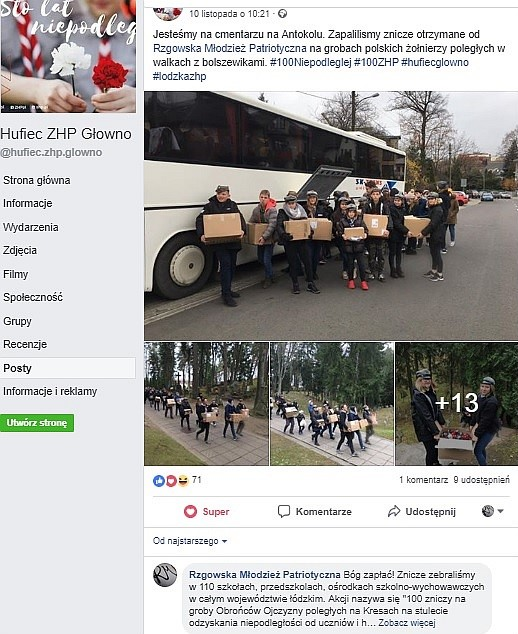 Sto lat
niepodleg
Hufiec ZHP Głowno
@hufiec.zhp.glowno
Strona główna
Informacje
Wydarzenia
Zdjęcia
Filmy
Społeczność
Grupy
Recenzje
Posty
Informacje i reklamy
Utwórz stronę
10 listopada o 10:21
Jesteśmy na cmentarzu na Antokolu. Zapaliliśmy znicze otrzymane od
Rzgowska Młodzież Patriotyczna na grobach polskich żołnierzy poległych w
walkach z bolszewikami. #100Niepodleglej #100ZHP #hufiecglowno
#lodzkazhp
+13
71
1 komentarz 9 udostępnień
Super
Komentarze
Udostępnij
Od najstarszego
Rzgowska Młodzież Patriotyczna Bóg zapłać! Znicze zebraliśmy
w 110 szkołach, przedszkolach, ośrodkach szkolno-wychowawczych
w całym województwie łódzkim. Akcji nazywa się "100 zniczy na
groby Obrońców Ojczyzny poległych na Kresach na stulecie
odzyskania niepodległości od uczniów i h... Zobacz więcej